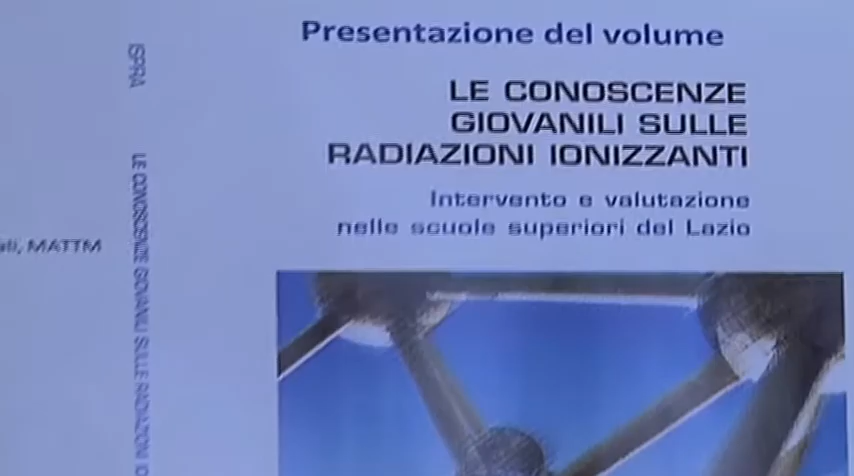 Presentazione del volume
LE CONOSCENZE
GIOVANILI SULLE
RADIAZIONI IONIZZANTI
Intervento e valutazione
nelle scuole superiori del Lazio
ISPRA
LE CONOSCENZE GIOVANILI SULLE RADIAZIONI
MATTM